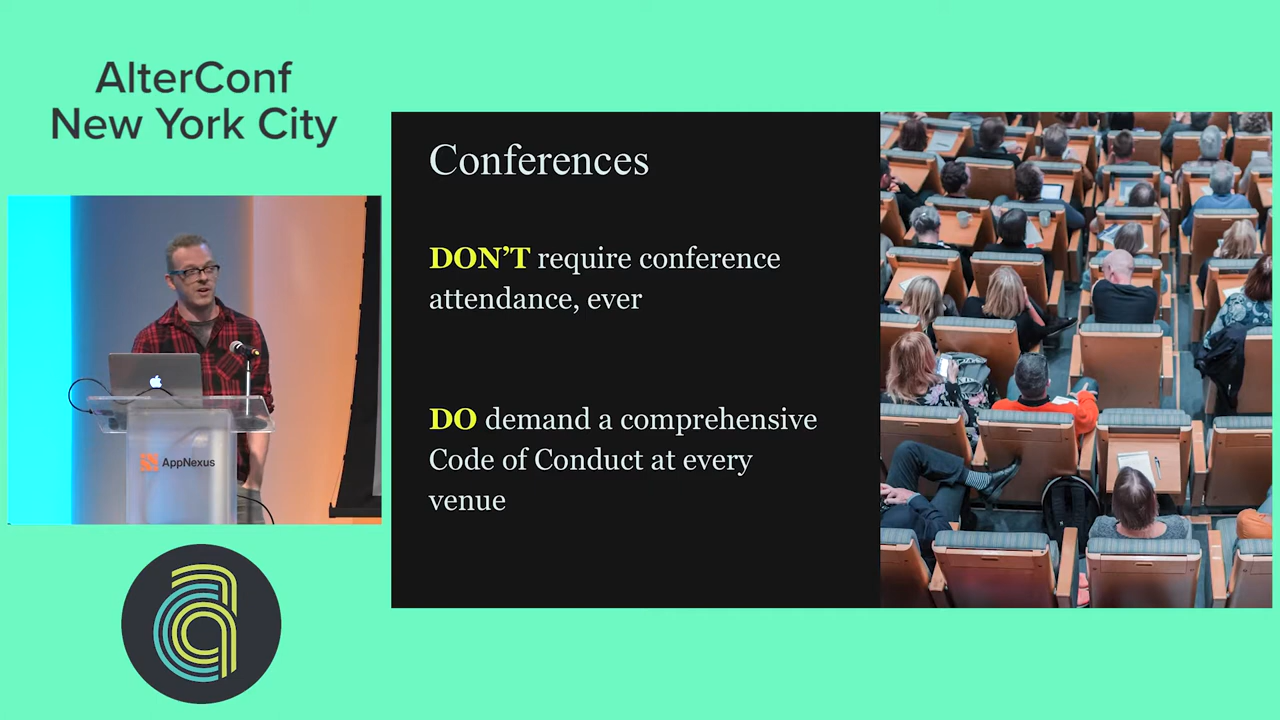 AlterConf
New York City
Conferences
DON'T require conference
attendance, ever
DO demand a comprehensive
Code of Conduct at every
venue
AppNexus